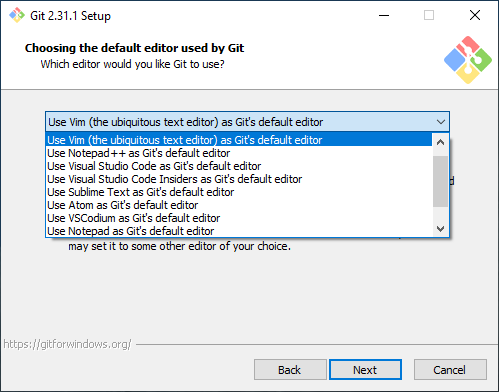 Git 2.31.1 Setup
Choosing the default editor used by Git
Which editor would you like Git to use?
Use Vim (the ubiquitous text editor) as Git's default editor
Use Vim (the ubiquitous text editor) as Git's default editor
Use Notepad++ as Git's default editor
Use Visual Studio Code as Git's default editor
Use Visual Studio Code Insiders as Git's default editor
Use Sublime Text as Git's default editor
Use Atom as Git's default editor
Use VSCodium as Git's default editor
Use Notepad as Git's default editor
may set it to some other editor of your choice.
https://gitforwindows.org/
Back
Next
Cancel